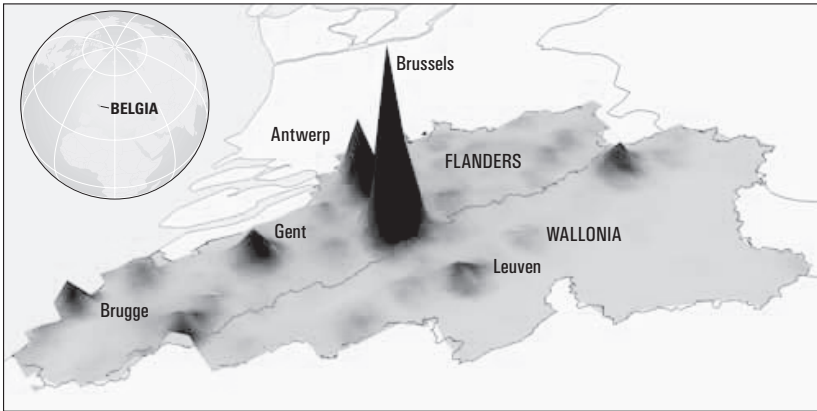 BELGIA
Brussels
Antwerp
FLANDERS
Gent
WALLONIA
Leuven
Brugge